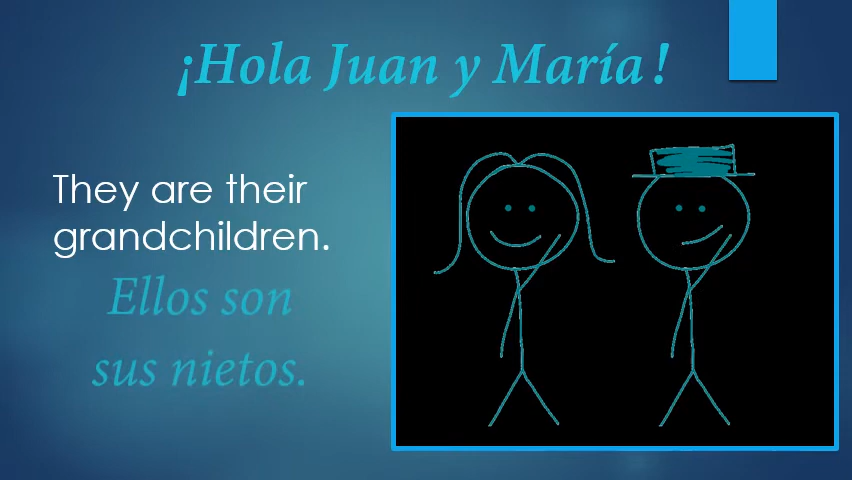 ¡Hola Juan y María!
They are their
grandchildren.
Ellos son
sus nietos.